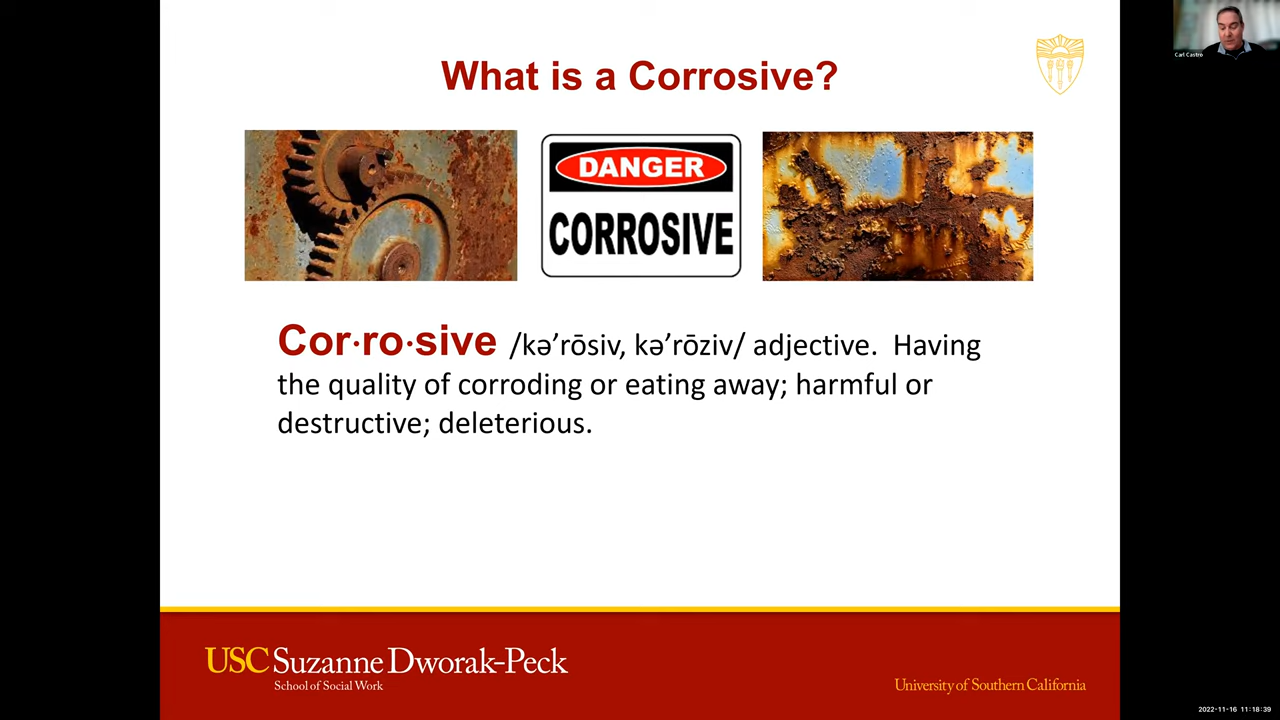 What is a Corrosive?
Carl Castro
DANGER
CORROSIVE
Cor·ro·sive /kə’rōsiv, kə’rōziv/ adjective.  Having
the quality of corroding or eating away; harmful or
destructive; deleterious.
USC Suzanne Dworak-Peck
School of Social Work
University of Southern California
2022-11-16 11:18:39